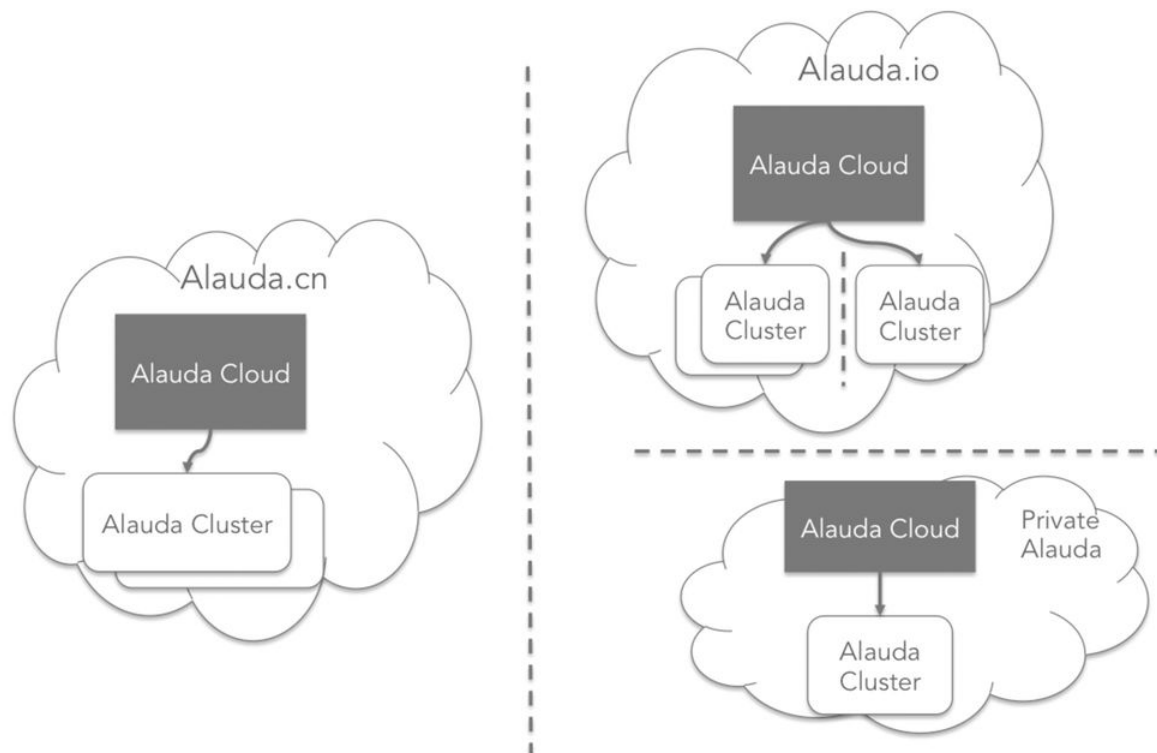 Alauda.cn
Alauda Cloud
Alauda Cluster
Alauda.io
Alauda Cloud
Alauda
Cluster
Alauda
Cluster
Alauda Cloud
Private
Alauda
Alauda
Cluster